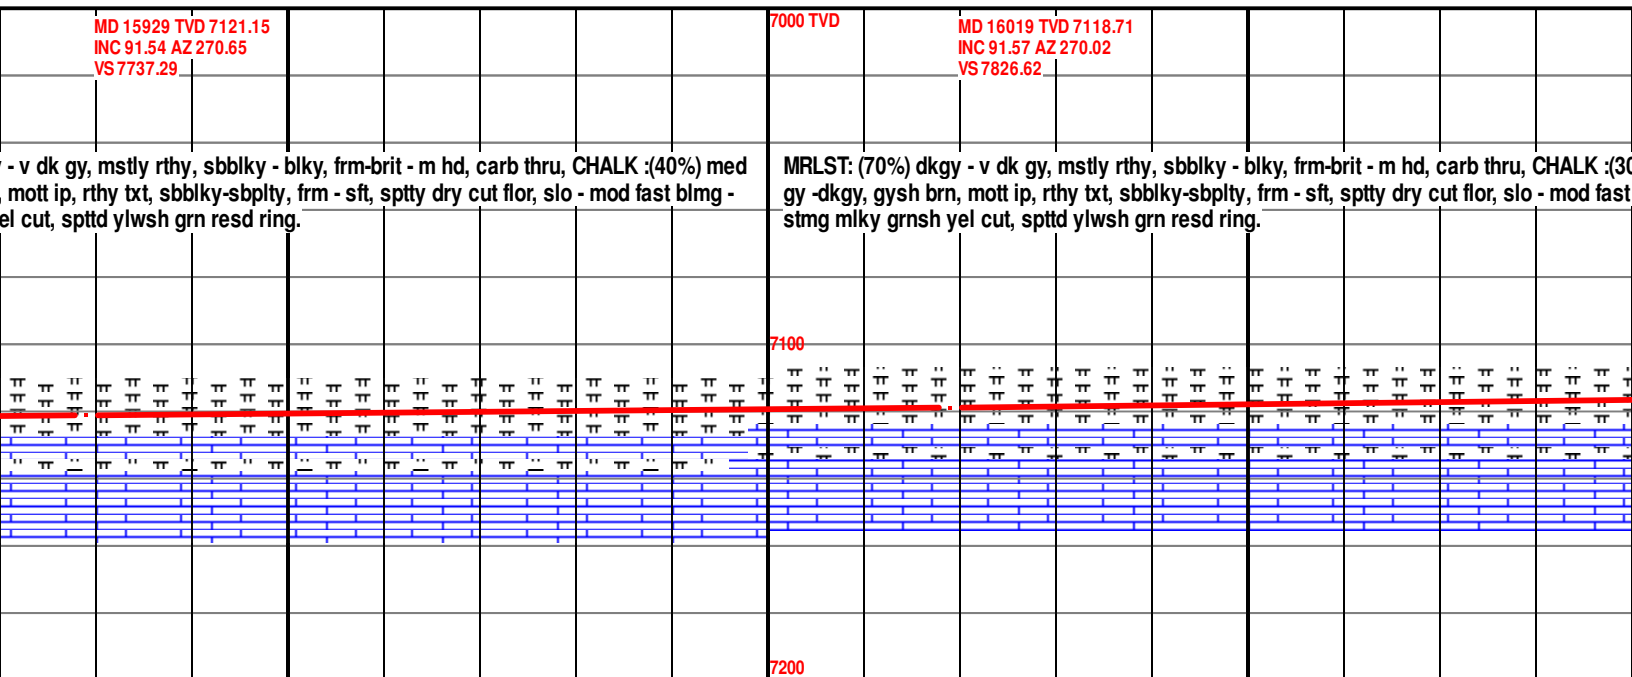 MD 15929 TVD 7121.15
INC 91.54 AZ 270.65
VS 7737.29
7000 TVD
MD 16019 TVD 7118.71
INC 91.57 AZ 270.02
VS 7826.62
- v dk gy, mstly rthy, sbblky - blky, frm-brit - m hd, carb thru, CHALK :(40%) med
, mott ip, rthy txt, sbblky-sbplty, frm - sft, sptty dry cut flor, slo - mod fast blmg -
el cut, spttd ylwsh grn resd ring.
MRLST: (70%) dkgy - v dk gy, mstly rthy, sbblky - blky, frm-brit - m hd, carb thru, CHALK :(30
gy -dkgy, gysh brn, mott ip, rthy txt, sbblky-sbplty, frm - sft, sptty dry cut flor, slo - mod fast
stmg mlky grnsh yel cut, spttd ylwsh grn resd ring.
7100
7200